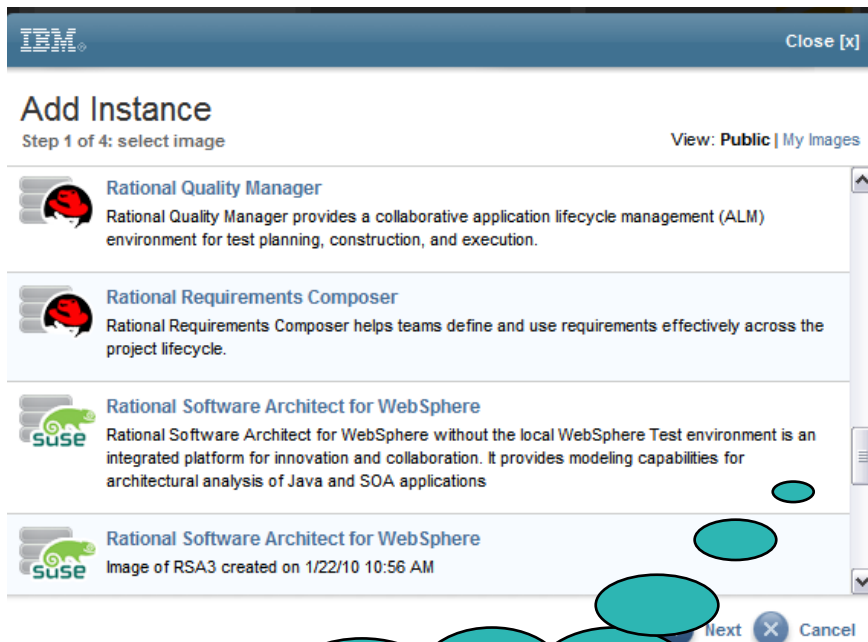 IBM®
Close [x]
Add Instance
Step 1 of 4: select image
View: Public | My Images
Rational Quality Manager
Rational Quality Manager provides a collaborative application lifecycle management (ALM)
environment for test planning, construction, and execution.
Rational Requirements Composer
Rational Requirements Composer helps teams define and use requirements effectively across the
project lifecycle.
Rational Software Architect for WebSphere
Rational Software Architect for WebSphere without the local WebSphere Test environment is an
integrated platform for innovation and collaboration. It provides modeling capabilities for
architectural analysis of Java and SOA applications
suse
Rational Software Architect for WebSphere
Image of RSA3 created on 1/22/10 10:56 AM
suse
Next
Cancel